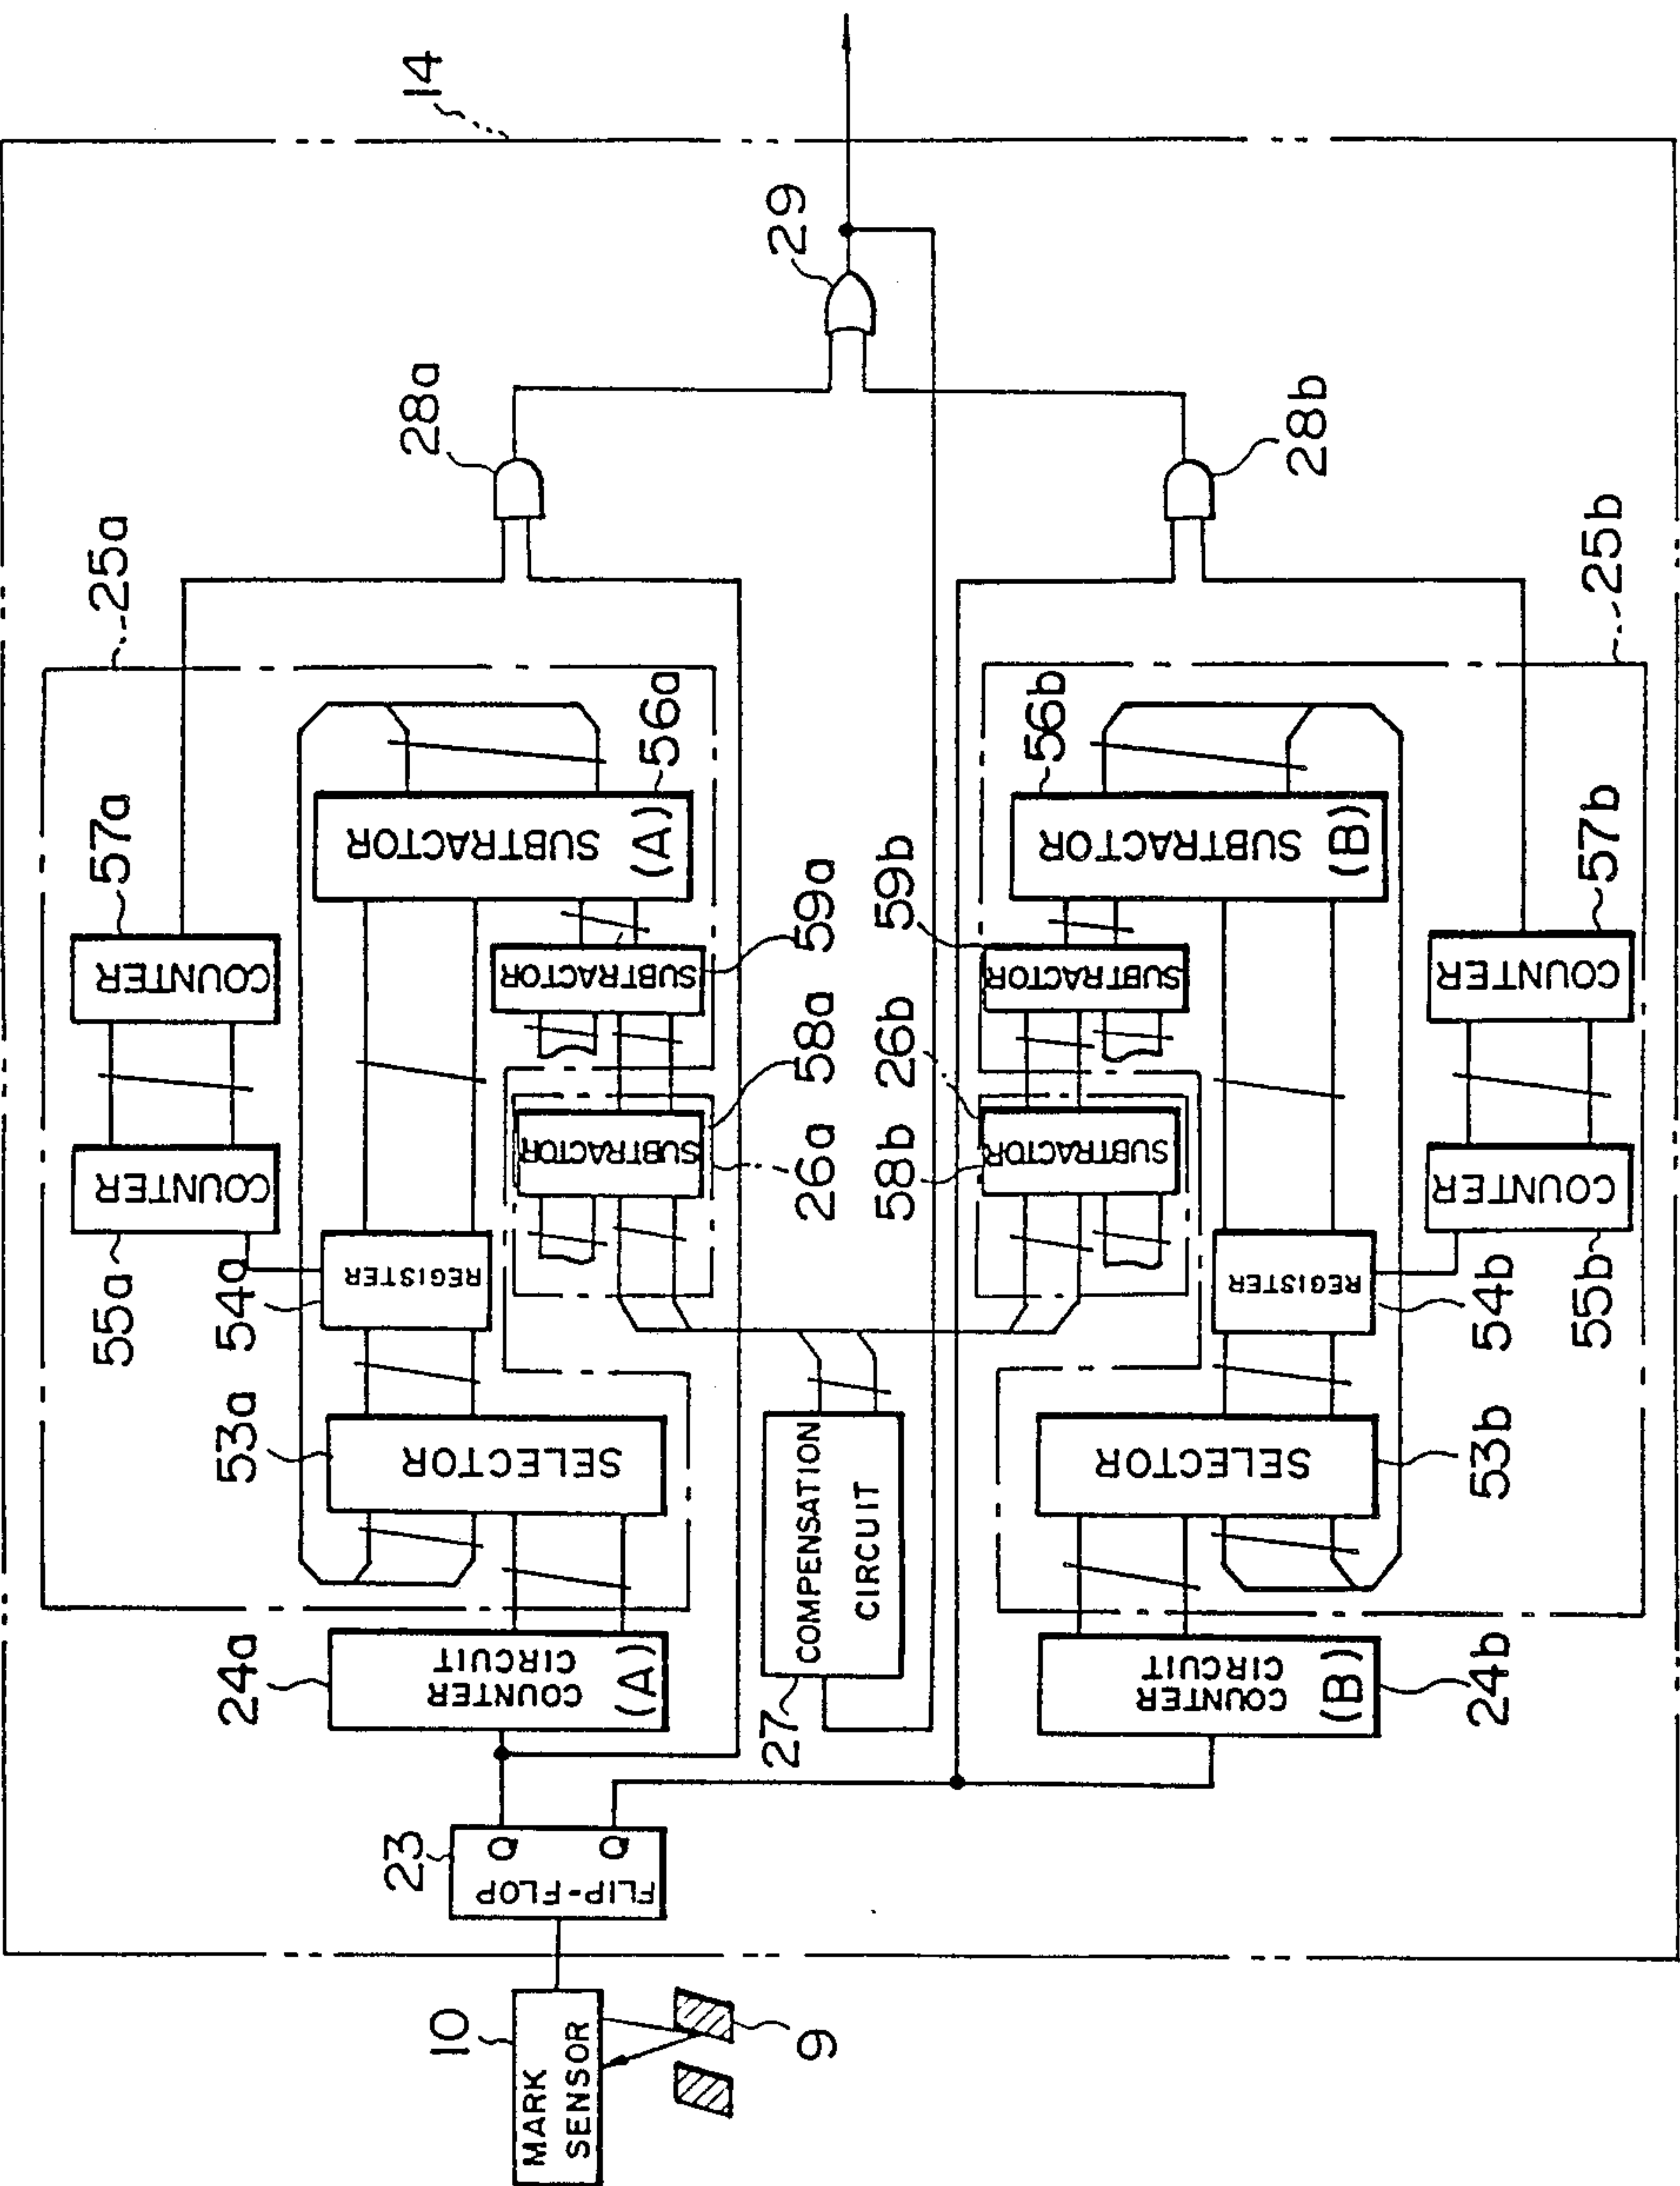 14
29
28a
28b
25a
25b
57a
COUNTER
SUBTRACTOR
(A)
56a
56b
SUBTRACTOR
(B)
57b
COUNTER
SUBTRACTOR
59a
59b
SUBTRACTOR
55a
COUNTER
SUBTRACTOR
58a
26a
26b
58b
SUBTRACTOR
COUNTER
55b
54a
REGISTER
REGISTER
54b
53a
SELECTOR
COMPENSATION
CIRCUIT
27
SELECTOR
53b
24a
COUNTER
CIRCUIT
(A)
COUNTER
CIRCUIT
(B)
24b
23
FLIP-FLOP
Q
Q
10
MARK
SENSOR
9